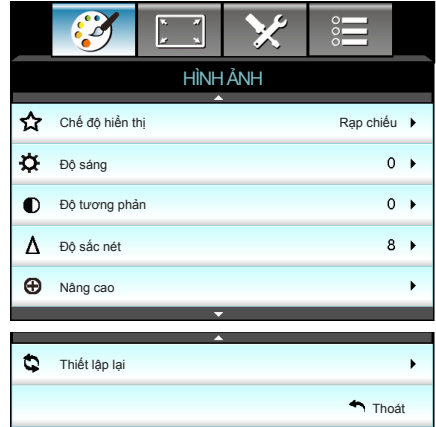 HÌNH ẢNH
Chế độ hiển thị Rạp chiếu
Độ sáng 0
Độ tương phản 0
Độ sắc nét 8
Nâng cao
Thiết lập lại
Thoát